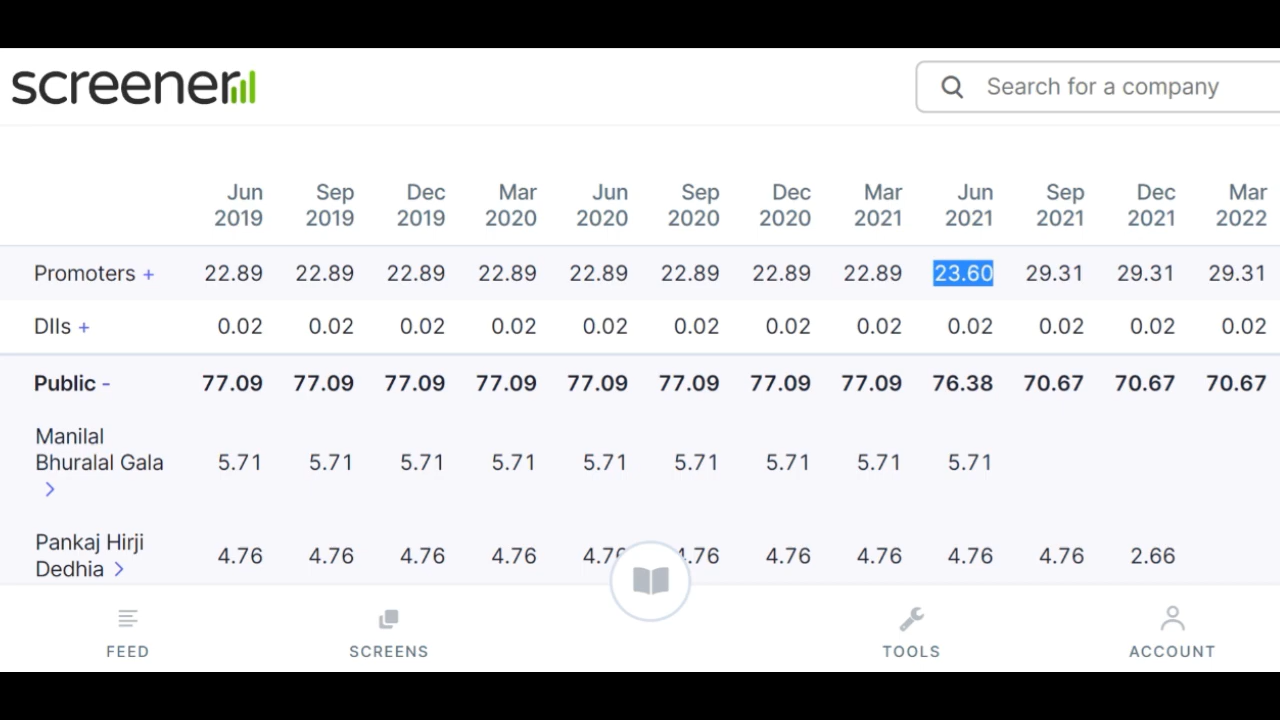 screener
Search for a company
Jun 2019 Sep 2019 Dec 2019 Mar 2020 Jun 2020 Sep 2020 Dec 2020 Mar 2021 Jun 2021 Sep 2021 Dec 2021 Mar 2022
Promoters + 22.89 22.89 22.89 22.89 22.89 22.89 22.89 22.89 23.60 29.31 29.31 29.31
DIIs + 0.02 0.02 0.02 0.02 0.02 0.02 0.02 0.02 0.02 0.02 0.02 0.02
Public - 77.09 77.09 77.09 77.09 77.09 77.09 77.09 77.09 76.38 70.67 70.67 70.67
Manilal
Bhuralal Gala 5.71 5.71 5.71 5.71 5.71 5.71 5.71 5.71 5.71
>
Pankaj Hirji
Dedhia > 4.76 4.76 4.76 4.76 4.76 4.76 4.76 4.76 4.76 2.66
FEED SCREENS TOOLS ACCOUNT